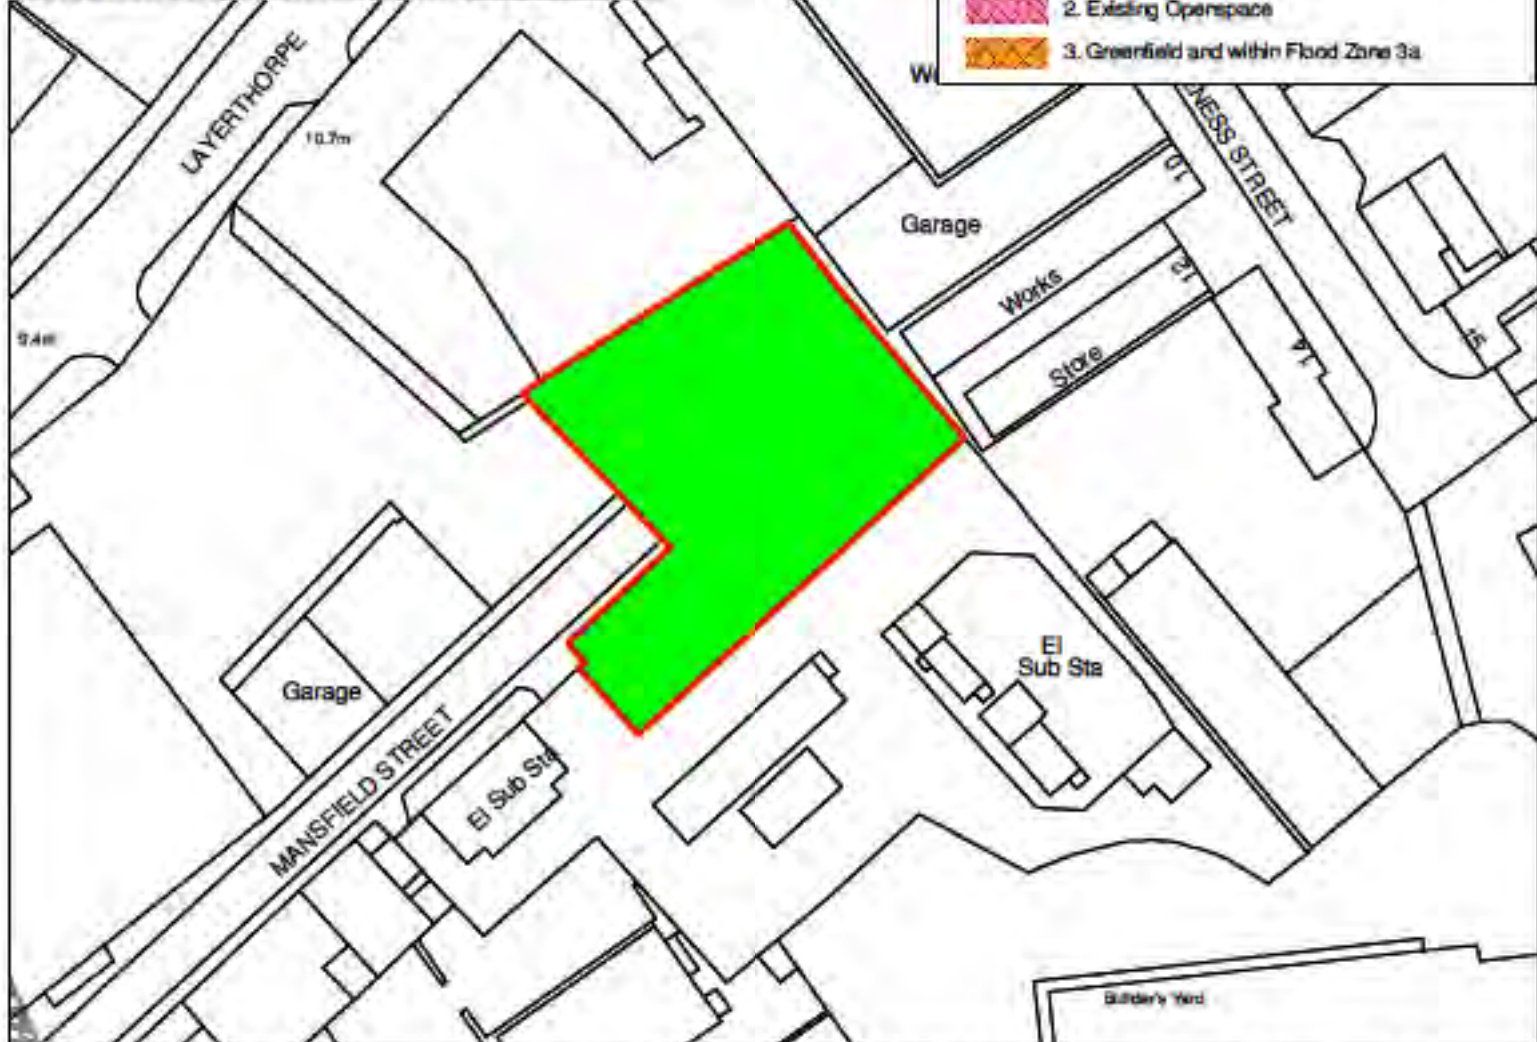 2. Existing Openspace
3. Greenfield and within Flood Zone 3a
LAYERTHORPE
10.7m
9.4m
Garage
10
Works
12
Store
14
15
El
Sub Sta
Garage
MANSFIELD STREET
El Sub Sta
Builder's Yard
NESS STREET